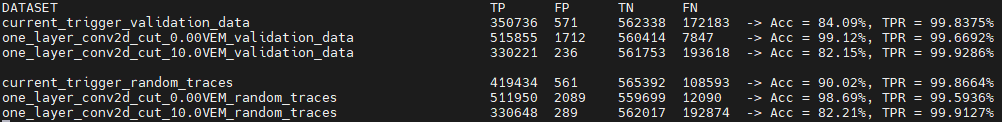 DATASET TP FP TN FN
current_trigger_validation_data 350736 571 562338 172183 -> Acc = 84.09%, TPR = 99.8375%
one_layer_conv2d_cut_0.00VEM_validation_data 515855 1712 560414 7847 -> Acc = 99.12%, TPR = 99.6692%
one_layer_conv2d_cut_10.0VEM_validation_data 330221 236 561753 193618 -> Acc = 82.15%, TPR = 99.9286%
current_trigger_random_traces 419434 561 565392 108593 -> Acc = 90.02%, TPR = 99.8664%
one_layer_conv2d_cut_0.00VEM_random_traces 511950 2089 559699 12090 -> Acc = 98.69%, TPR = 99.5936%
one_layer_conv2d_cut_10.0VEM_random_traces 330648 289 562017 192874 -> Acc = 82.21%, TPR = 99.9127%